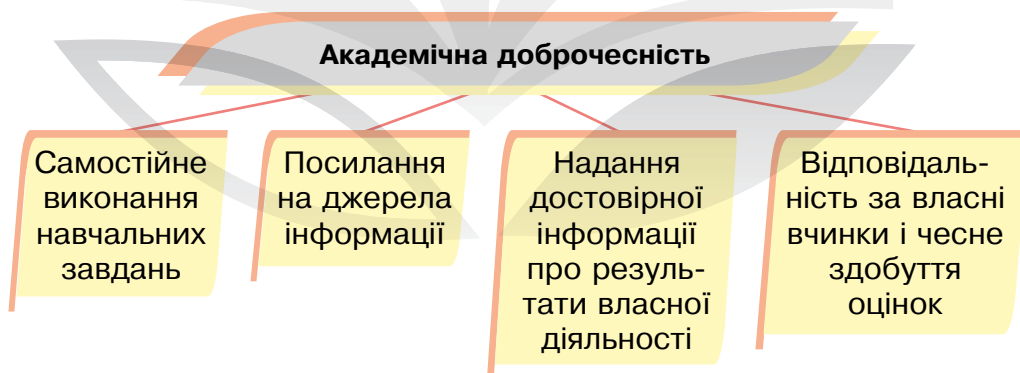 Академічна доброчесність
Самостійне
виконання
навчальних
завдань
Посилання
на джерела
інформації
Надання
достовірної
інформації
про резуль-
тати власної
діяльності
Відповідаль-
ність за власні
вчинки і чесне
здобуття
оцінок